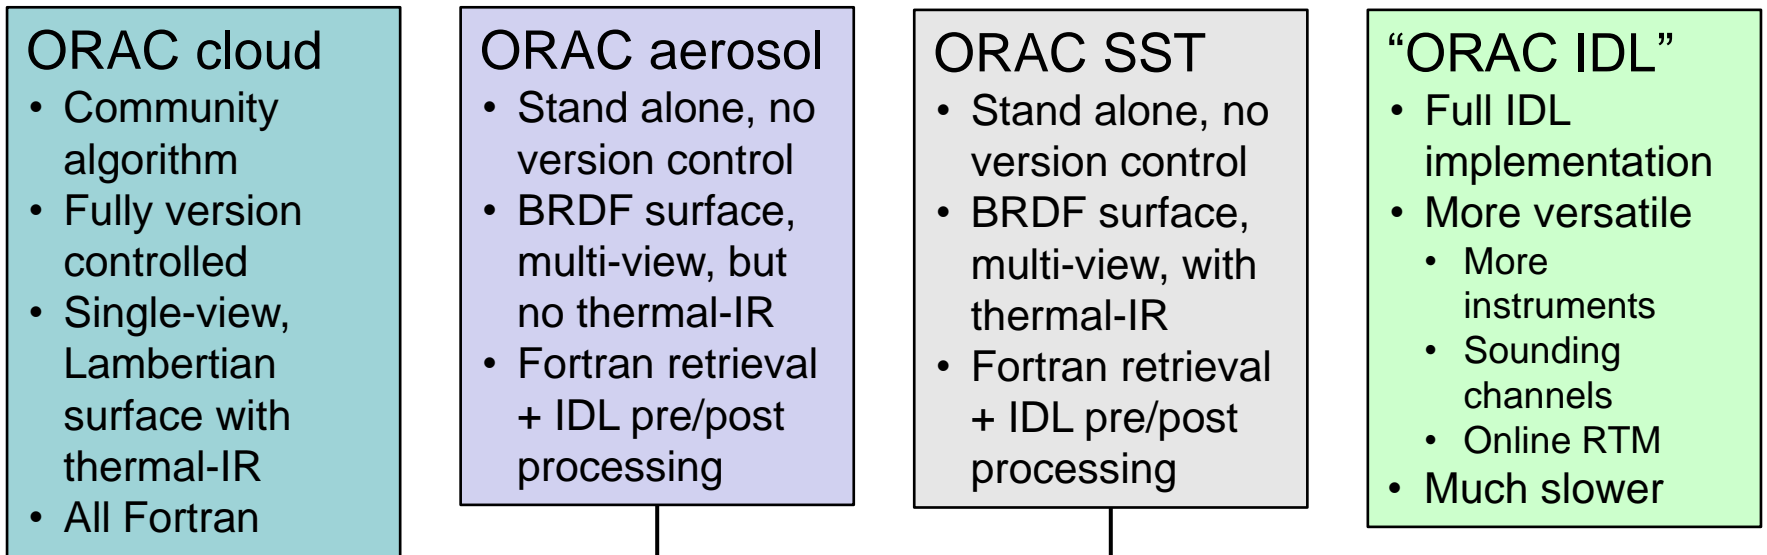 ORAC cloud
• Community
algorithm
• Fully version
controlled
• Single-view,
Lambertian
surface with
thermal-IR
• All Fortran
ORAC aerosol
• Stand alone, no
version control
• BRDF surface,
multi-view, but
no thermal-IR
• Fortran retrieval
+ IDL pre/post
processing
ORAC SST
• Stand alone, no
version control
• BRDF surface,
multi-view, with
thermal-IR
• Fortran retrieval
+ IDL pre/post
processing
“ORAC IDL”
• Full IDL
implementation
• More versatile
• More
instruments
• Sounding
channels
• Online RTM
• Much slower